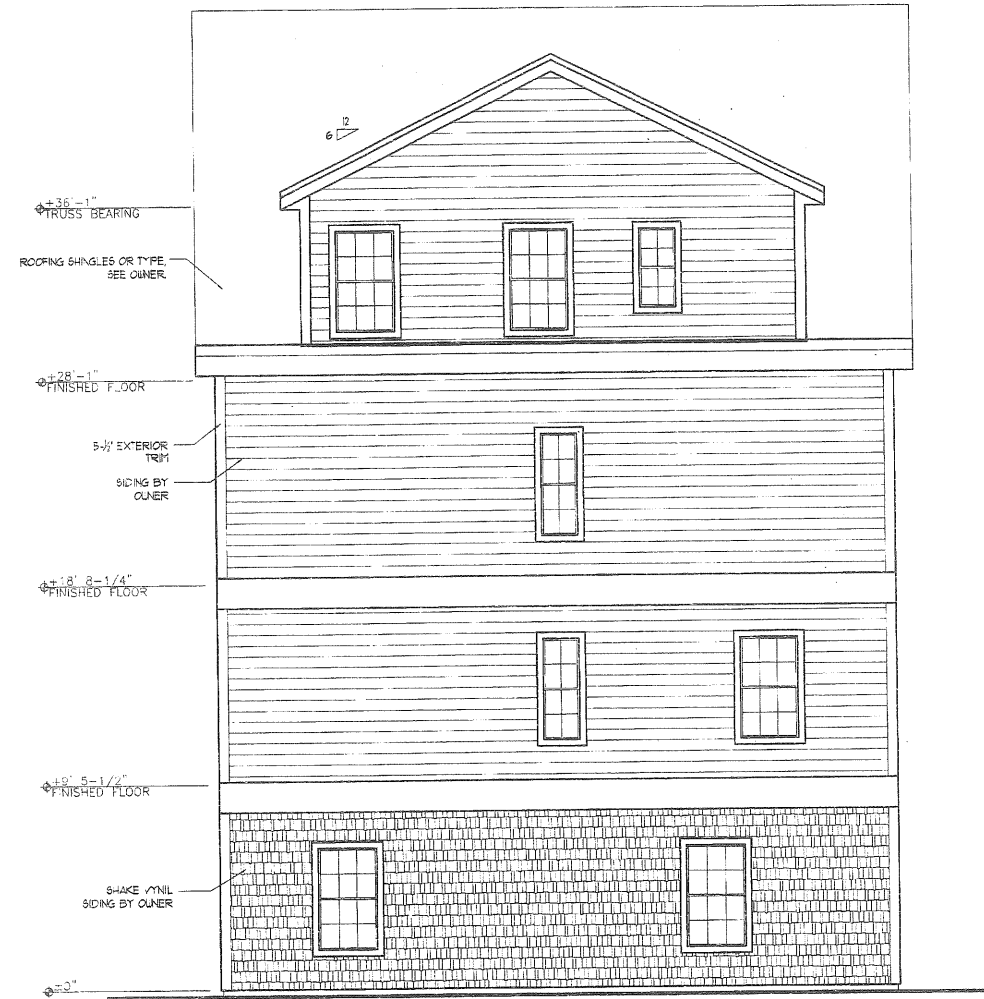 12
6
+36'-1"
TRUSS BEARING
ROOFING SHINGLES OR TYPE,
SEE OWNER
+28'-1"
FINISHED FLOOR
5-1/2" EXTERIOR
TRIM
SIDING BY
OWNER
+18' 8-1/4"
FINISHED FLOOR
+9' 5-1/2"
FINISHED FLOOR
SHAKE VYNIL
SIDING BY OWNER
±0"